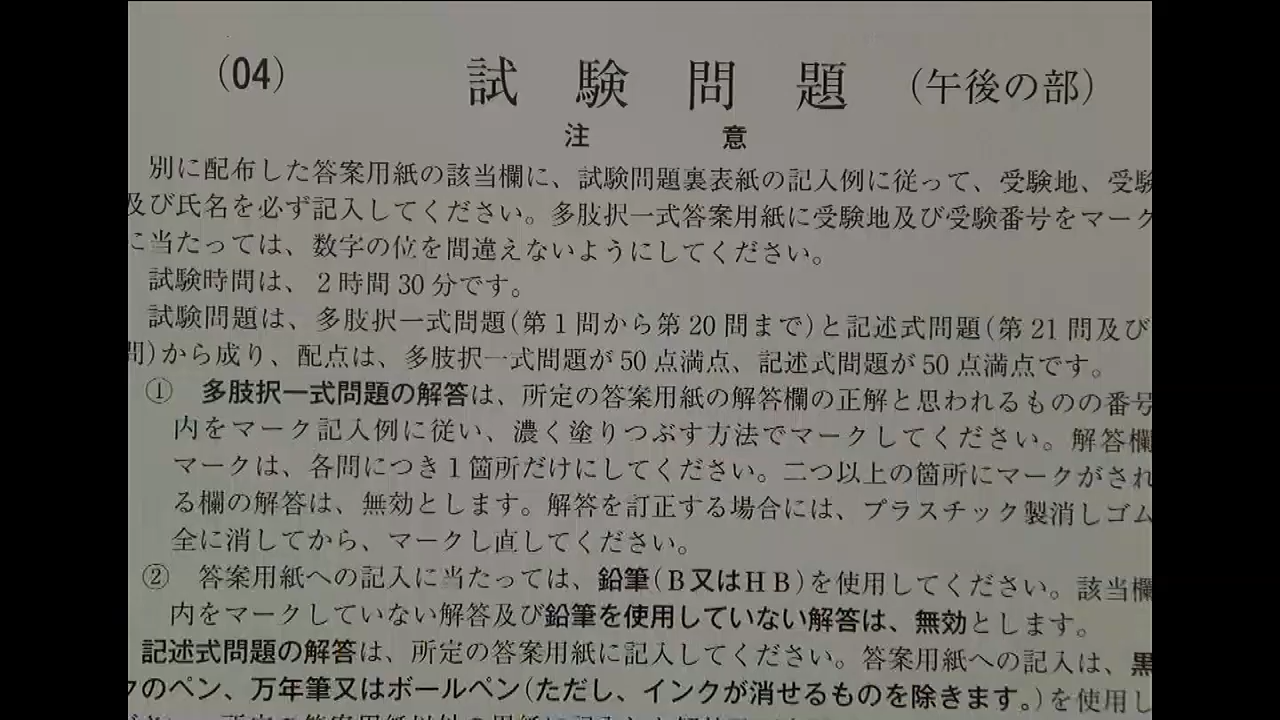 (04) 試験問題 (午後の部)
注意
別に配布した答案用紙の該当欄に、試験問題裏表紙の記入例に従って、受験地、受験
及び氏名を必ず記入してください。多肢択一式答案用紙に受験地及び受験番号をマーク
に当たっては、数字の位を間違えないようにしてください。
試験時間は、2時間30分です。
試験問題は、多肢択一式問題(第1問から第20問まで)と記述式問題(第21問及び
問)から成り、配点は、多肢択一式問題が50点満点、記述式問題が50点満点です。
① 多肢択一式問題の解答は、所定の答案用紙の解答欄の正解と思われるものの番号
内をマーク記入例に従い、濃く塗りつぶす方法でマークしてください。解答欄
マークは、各問につき1箇所だけにしてください。二つ以上の箇所にマークがされ
る欄の解答は、無効とします。解答を訂正する場合には、プラスチック製消しゴム
全に消してから、マークし直してください。
② 答案用紙への記入に当たっては、鉛筆(B又はHB)を使用してください。該当欄
内をマークしていない解答及び鉛筆を使用していない解答は、無効とします。
記述式問題の解答は、所定の答案用紙に記入してください。答案用紙への記入は、黒
クのペン、万年筆又はボールペン(ただし、インクが消せるものを除きます。)を使用し